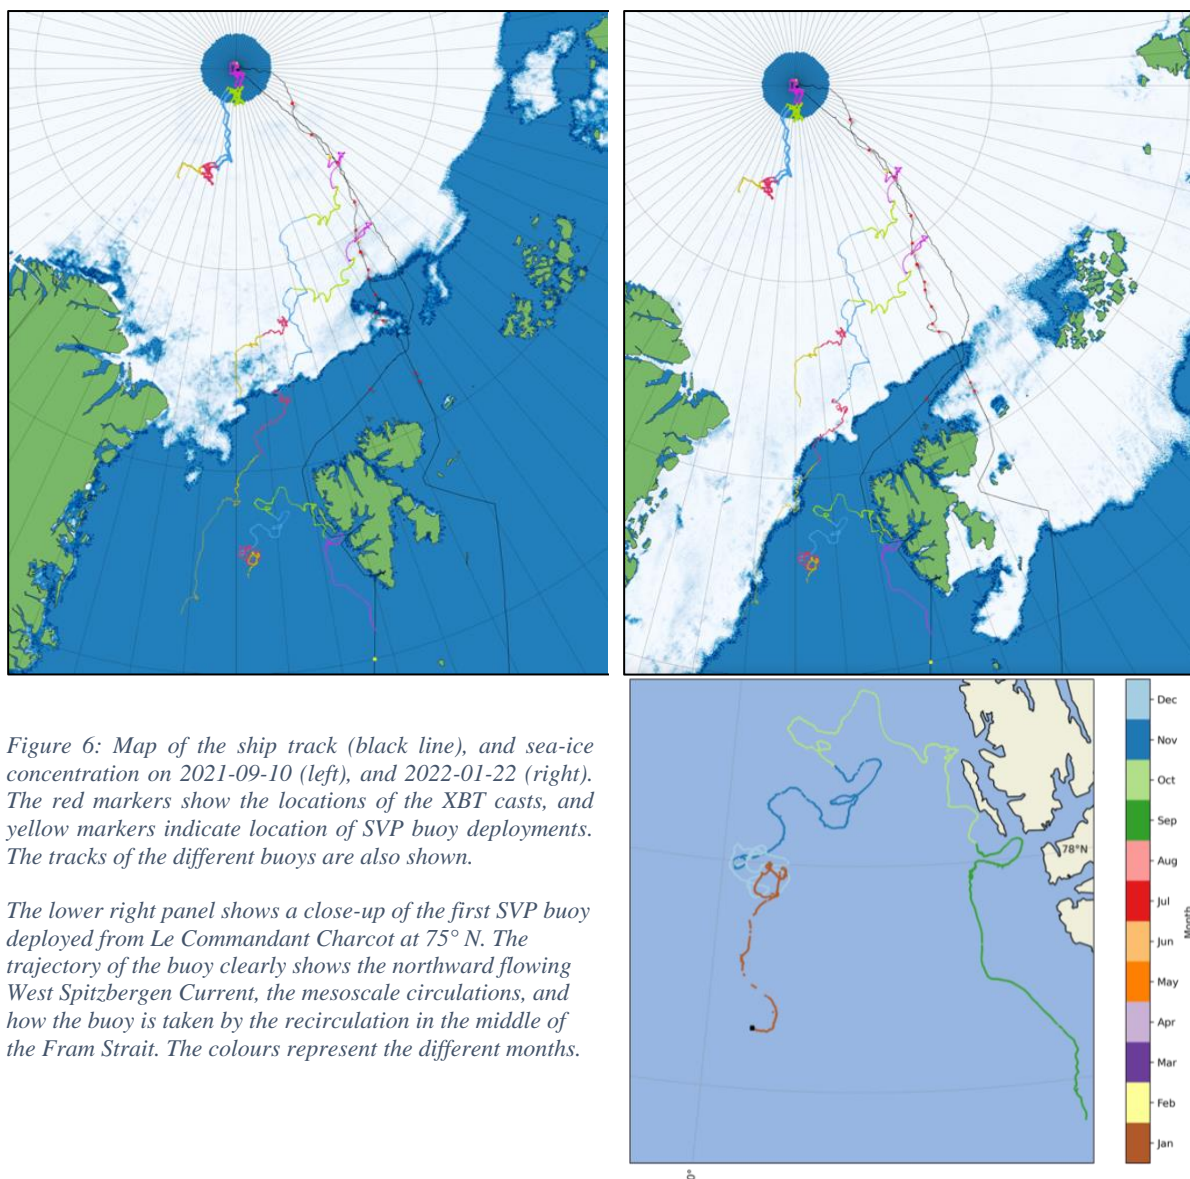 Figure 6: Map of the ship track (black line), and sea-ice
concentration on 2021-09-10 (left), and 2022-01-22 (right).
The red markers show the locations of the XBT casts, and
yellow markers indicate location of SVP buoy deployments.
The tracks of the different buoys are also shown.
The lower right panel shows a close-up of the first SVP buoy
deployed from Le Commandant Charcot at 75° N. The
trajectory of the buoy clearly shows the northward flowing
West Spitzbergen Current, the mesoscale circulations, and
how the buoy is taken by the recirculation in the middle of
the Fram Strait. The colours represent the different months.
78°N
0°
Dec
Nov
Oct
Sep
Aug
Jul
Jun
May
Apr
Mar
Feb
Jan
Month